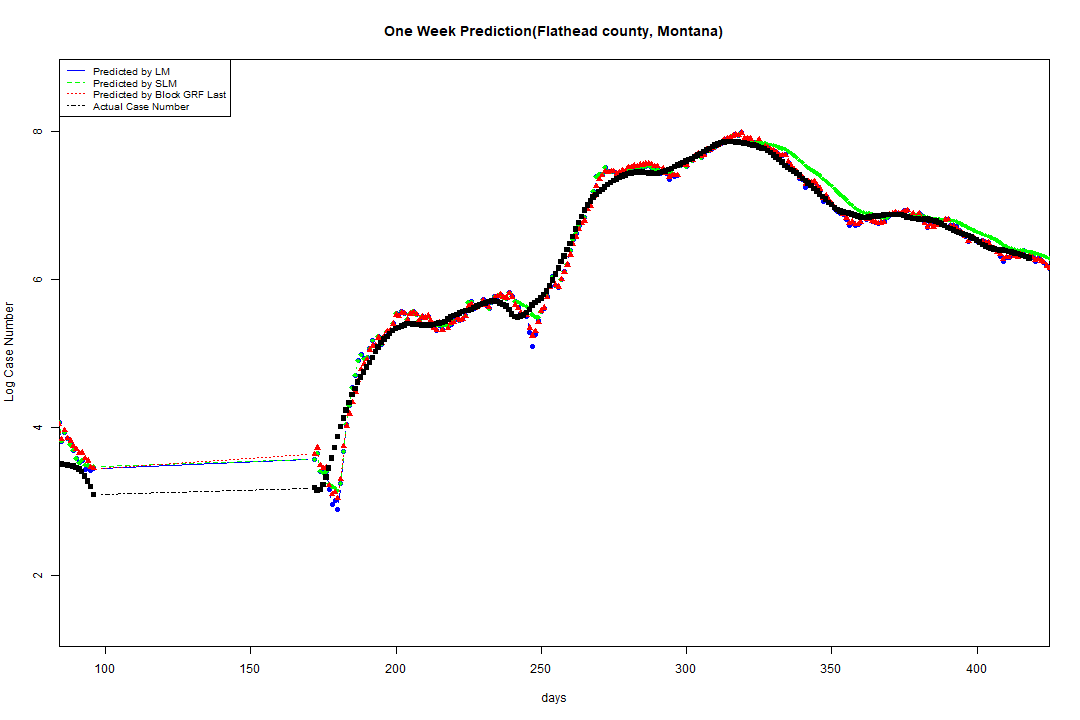 One Week Prediction(Flathead county, Montana)
Predicted by LM
Predicted by SLM
Predicted by Block GRF Last
Actual Case Number
Log Case Number
8
6
4
2
100 150 200 250 300 350 400
days